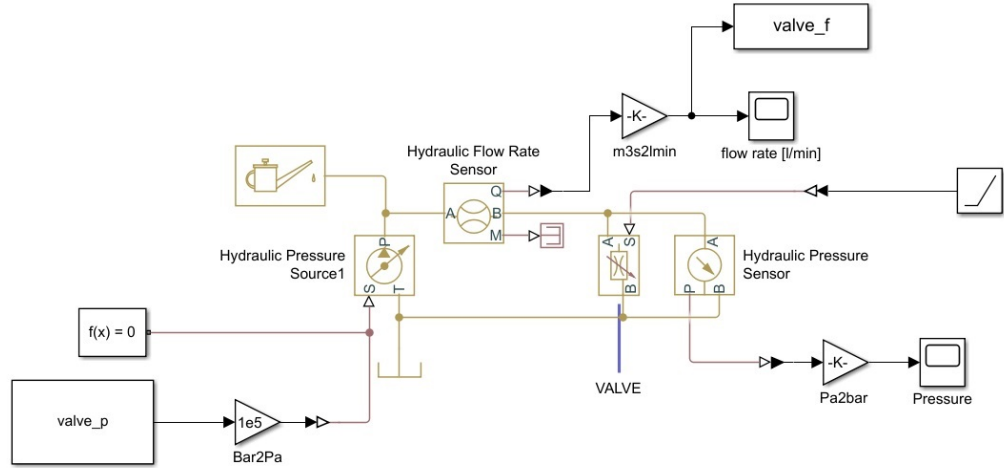 valve_f
-K-
m3s2lmin
flow rate [l/min]
Hydraulic Flow Rate
Sensor
A
Q
B
M
Hydraulic Pressure
Source1
P
S
T
A
S
B
A
P
B
Hydraulic Pressure
Sensor
f(x) = 0
VALVE
-K-
Pa2bar
Pressure
valve_p
1e5
Bar2Pa